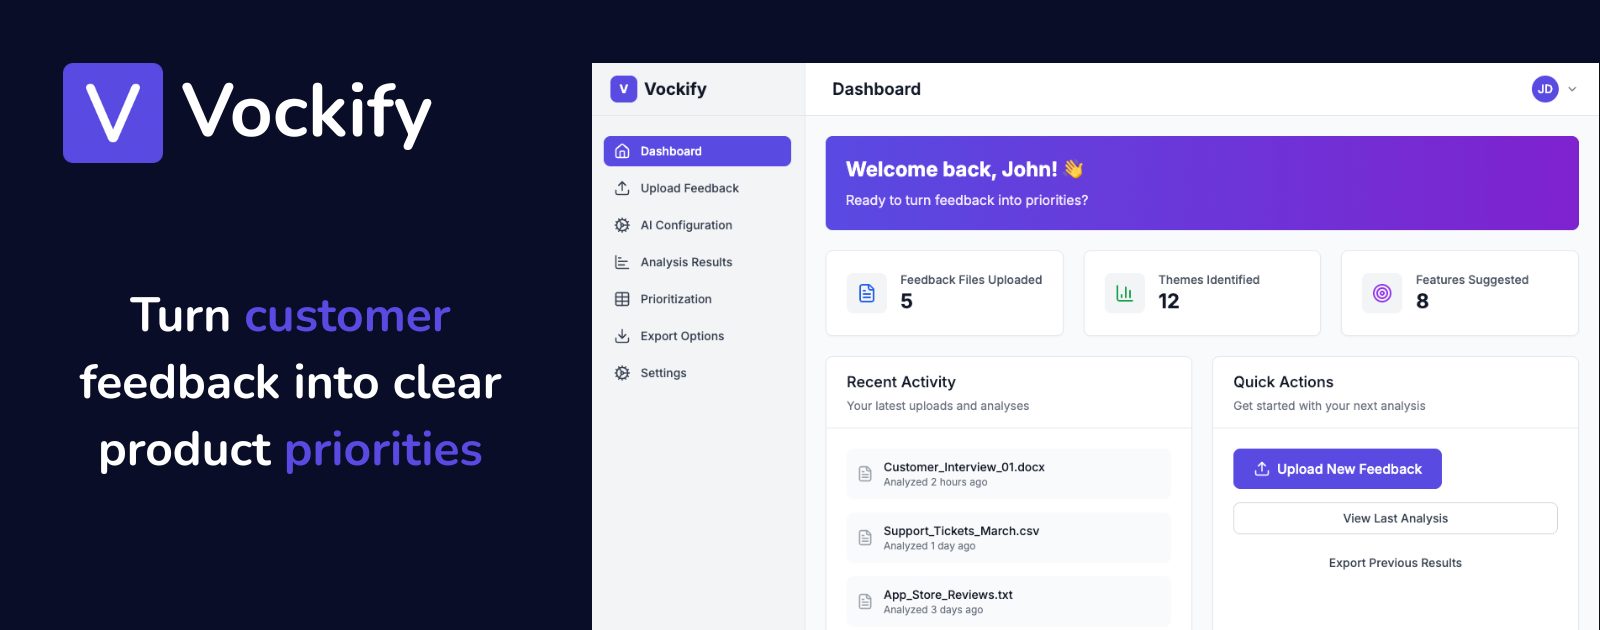 V Vockify
Turn customer
feedback into clear
product priorities
V Vockify
Dashboard
Upload Feedback
AI Configuration
Analysis Results
Prioritization
Export Options
Settings
Dashboard
JD
Welcome back, John! 👋
Ready to turn feedback into priorities?
Feedback Files Uploaded
5
Themes Identified
12
Features Suggested
8
Recent Activity
Your latest uploads and analyses
Customer_Interview_01.docx
Analyzed 2 hours ago
Support_Tickets_March.csv
Analyzed 1 day ago
App_Store_Reviews.txt
Analyzed 3 days ago
Quick Actions
Get started with your next analysis
Upload New Feedback
View Last Analysis
Export Previous Results